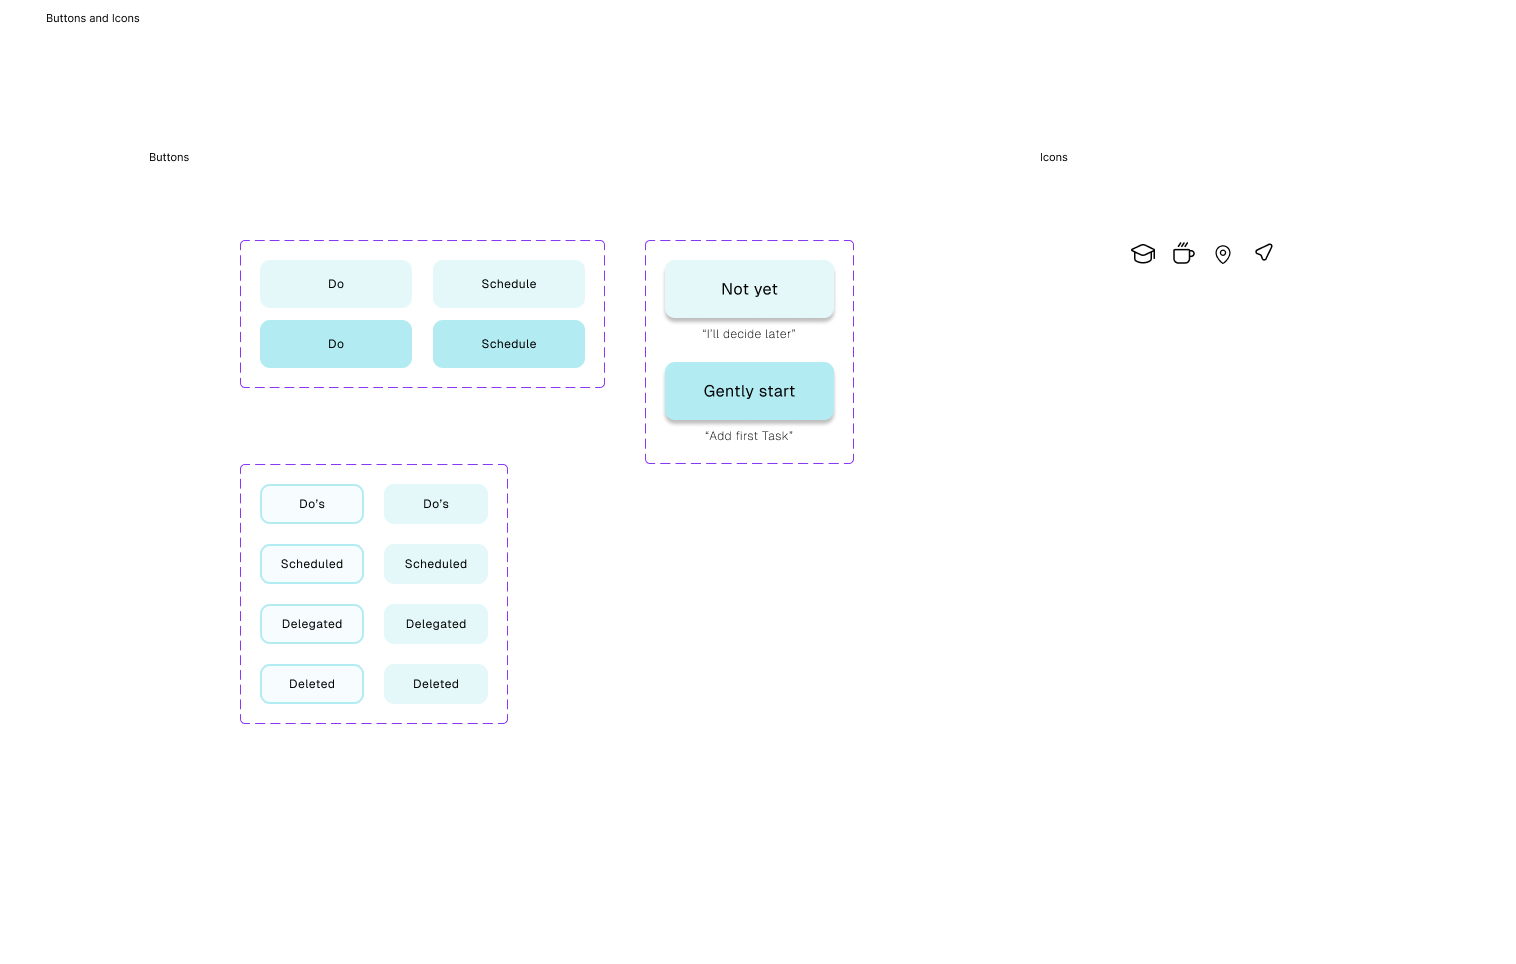 Buttons and Icons
Buttons
Icons
Do
Schedule
Do
Schedule
Not yet
“I’ll decide later”
Gently start
“Add first Task”
Do’s
Do’s
Scheduled
Scheduled
Delegated
Delegated
Deleted
Deleted